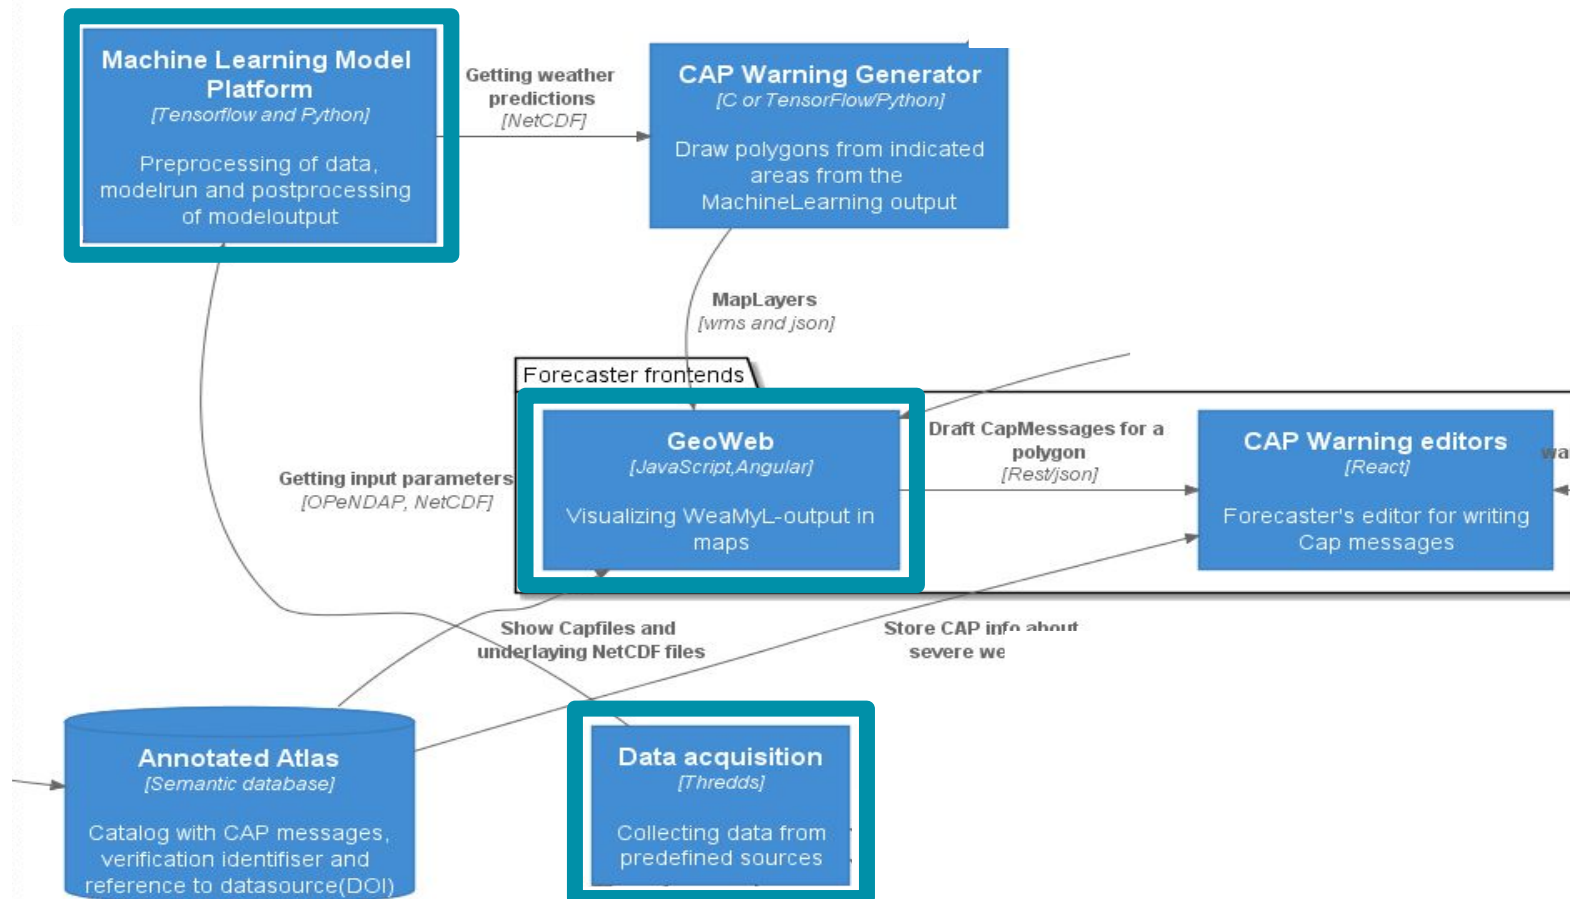 Machine Learning Model
Platform
[Tensorflow and Python]
Preprocessing of data,
modelrun and postprocessing
of modeloutput
Getting weather
predictions
[NetCDF]
CAP Warning Generator
[C or TensorFlow/Python]
Draw polygons from indicated
areas from the
MachineLearning output
MapLayers
[wms and json]
Forecaster frontends
GeoWeb
[JavaScript,Angular]
Visualizing WeaMyL-output in
maps
Draft CapMessages for a
polygon
[Rest/json]
CAP Warning editors
[React]
Forecaster's editor for writing
Cap messages
Getting input parameters
[OPeNDAP, NetCDF]
Show Capfiles and
underlaying NetCDF files
Store CAP info about
severe we
Annotated Atlas
[Semantic database]
Catalog with CAP messages,
verification identifiser and
reference to datasource(DOI)
Data acquisition
[Thredds]
Collecting data from
predefined sources